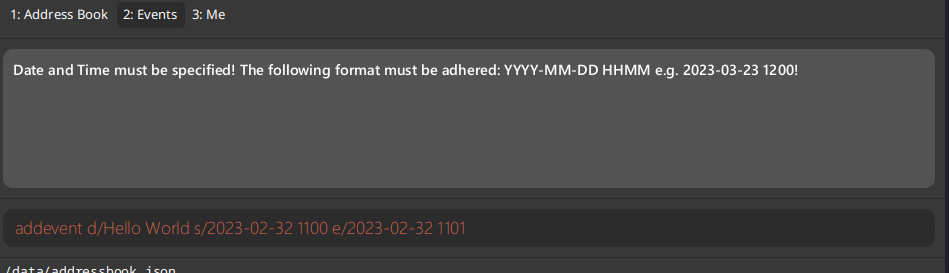 1: Address Book 2: Events 3: Me
Date and Time must be specified! The following format must be adhered: YYYY-MM-DD HHMM e.g. 2023-03-23 1200!
addevent d/Hello World s/2023-02-32 1100 e/2023-02-32 1101
/data/addressbook.json